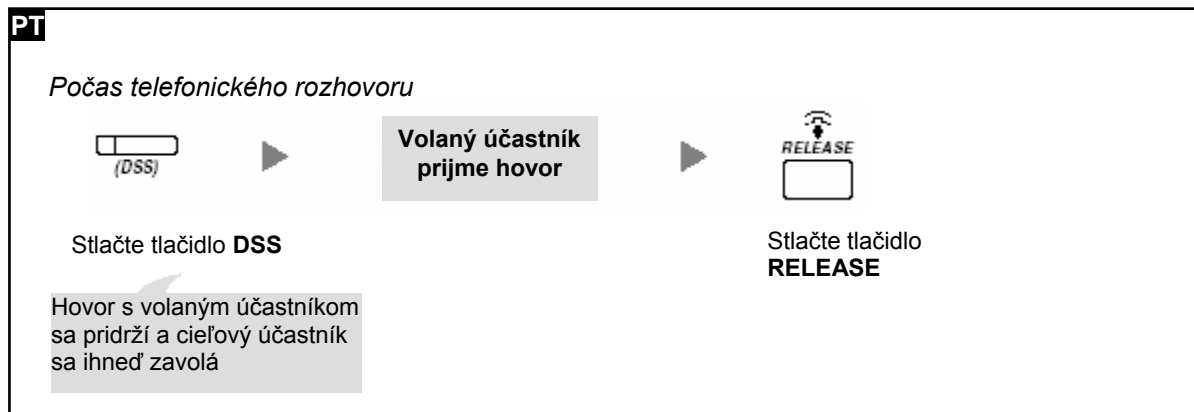 PT
Počas telefonického rozhovoru
(DSS)
Volaný účastník
prijme hovor
RELEASE
Stlačte tlačidlo DSS
Stlačte tlačidlo
RELEASE
Hovor s volaným účastníkom
sa pridrží a cieľový účastník
sa ihneď zavolá